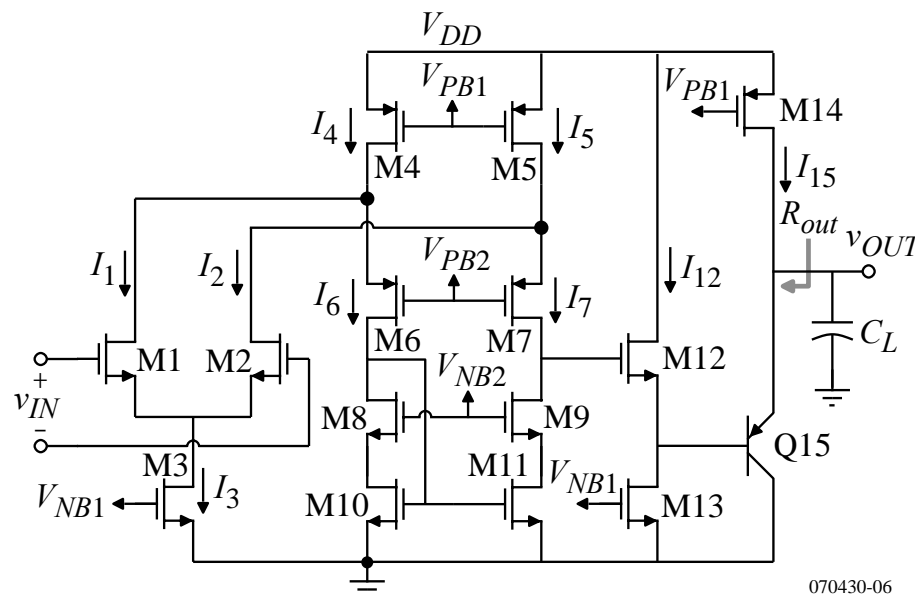 V_DD
V_PB1
V_PB1
M14
I_4
I_5
M4
M5
I_15
R_out
v_OUT
I_1
I_2
V_PB2
I_12
I_6
I_7
C_L
M1
M2
M6
M7
M12
+
v_IN
-
V_NB2
M8
M9
Q15
M3
M11
V_NB1
V_NB1
I_3
M10
M13
070430-06